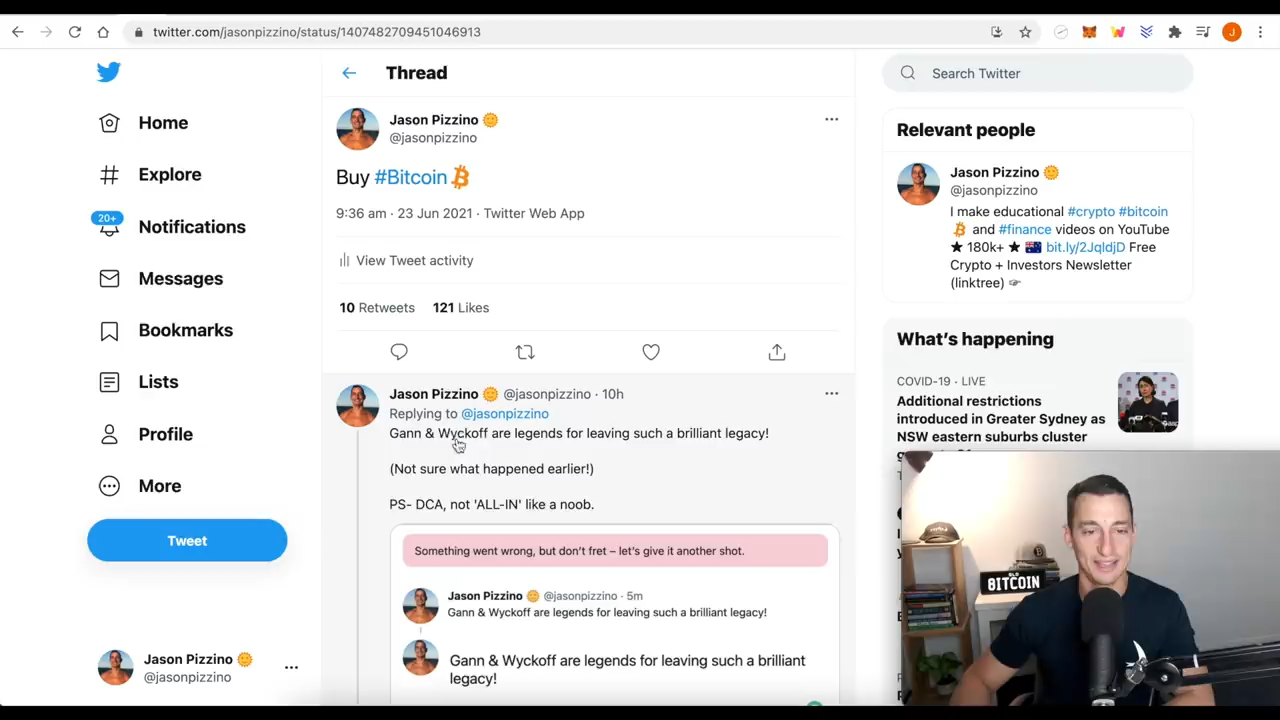 twitter.com/jasonpizzino/status/1407482709451046913
J
Home
Explore
20+
Notifications
Messages
Bookmarks
Lists
Profile
More
Tweet
Jason Pizzino
@jasonpizzino
Thread
Jason Pizzino
@jasonpizzino
Buy #Bitcoin
9:36 am · 23 Jun 2021 · Twitter Web App
View Tweet activity
10 Retweets 121 Likes
Jason Pizzino @jasonpizzino · 10h
Replying to @jasonpizzino
Gann & Wyckoff are legends for leaving such a brilliant legacy!
(Not sure what happened earlier!)
PS- DCA, not 'ALL-IN' like a noob.
Something went wrong, but don't fret – let's give it another shot.
Jason Pizzino @jasonpizzino · 5m
Gann & Wyckoff are legends for leaving such a brilliant legacy!
Gann & Wyckoff are legends for leaving such a brilliant
legacy!
Search Twitter
Relevant people
Jason Pizzino
@jasonpizzino
I make educational #crypto #bitcoin
and #finance videos on YouTube
★ 180k+ ★ bit.ly/2JqldjD Free
Crypto + Investors Newsletter
(linktree)
What's happening
COVID-19 · LIVE
Additional restrictions
introduced in Greater Sydney as
NSW eastern suburbs cluster
BITCOIN